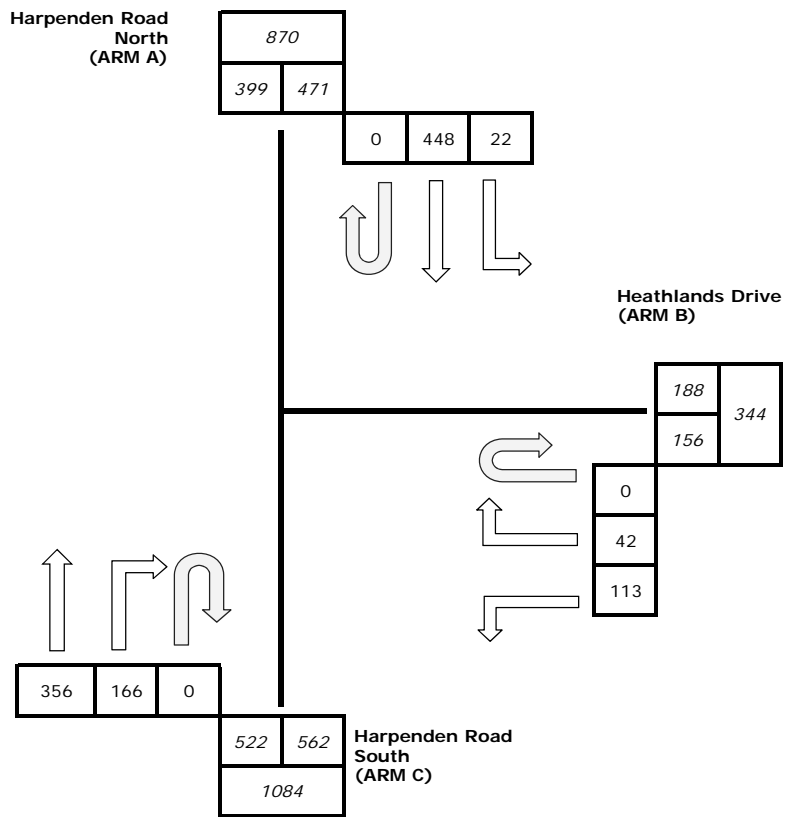 Harpenden Road
North
(ARM A)
870
399 471
0 448 22
Heathlands Drive
(ARM B)
188
344
156
0
42
113
356 166 0
522 562
Harpenden Road
South
(ARM C)
1084